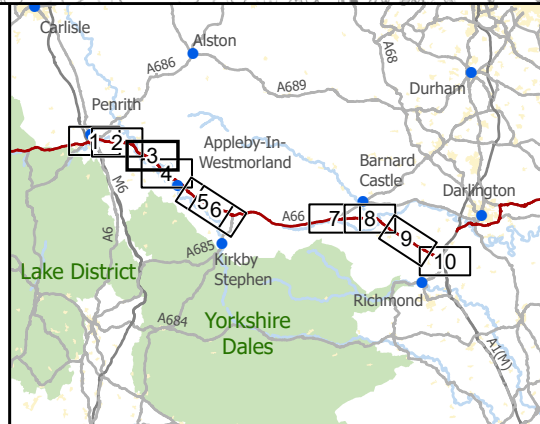 Carlisle
Alston
A686
A68
A689
Durham
Penrith
Appleby-In-
Westmorland
Barnard
Castle
Darlington
1
2
3
4
5
6
7
8
9
10
M6
A6
A66
A685
Kirkby
Stephen
Lake District
Richmond
A684
Yorkshire
Dales
A1(M)